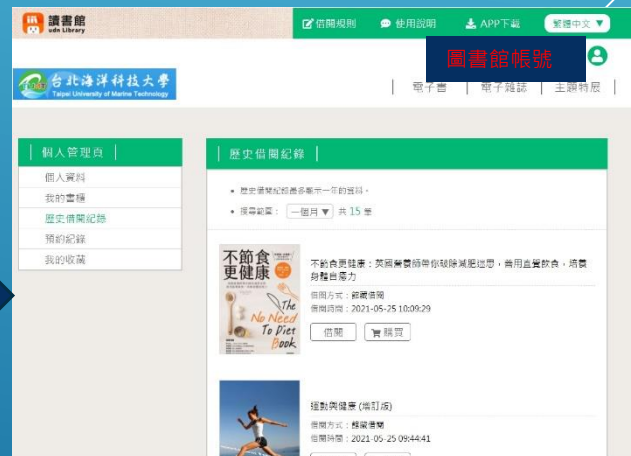 讀書館
udn Library
借閱規則
使用說明
APP下載
繁體中文 ▼
圖書館帳號
台北海洋科技大學
Taipei University of Marine Technology
電子書 | 電子雜誌 | 主題特展
個人管理頁
個人資料
我的書櫃
歷史借閱紀錄
預約紀錄
我的收藏
歷史借閱紀錄
• 歷史借閱紀錄最多顯示一年的資料。
• 搜尋範圍： 一個月 ▼ 共 15 筆
不節食
更健康
The
No Need
To Diet
Book
不節食更健康：英國營養師帶你破除減肥迷思，善用直覺飲食，培養
身體自癒力
借閱方式：館藏借閱
借閱時間：2021-05-25 10:09:29
借閱
購買
運動與健康 (增訂版)
借閱方式：館藏借閱
借閱時間：2021-05-25 09:44:41